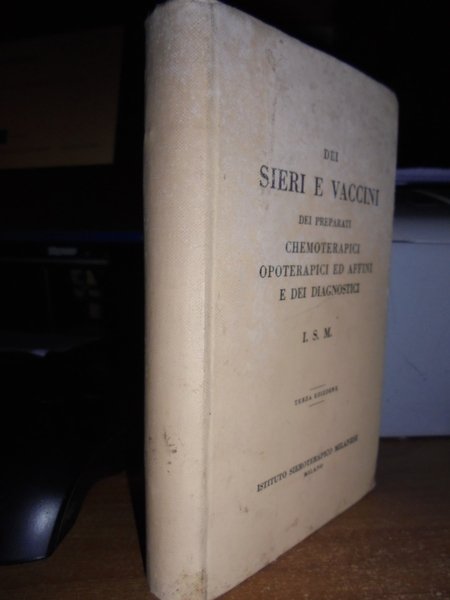 DEI
SIERI E VACCINI
DEI PREPARATI
CHEMOTERAPICI
OPOTERAPICI ED AFFINI
E DEI DIAGNOSTICI
I. S. M.
TERZA EDIZIONE
ISTITUTO SIEROTERAPICO MILANESE
MILANO